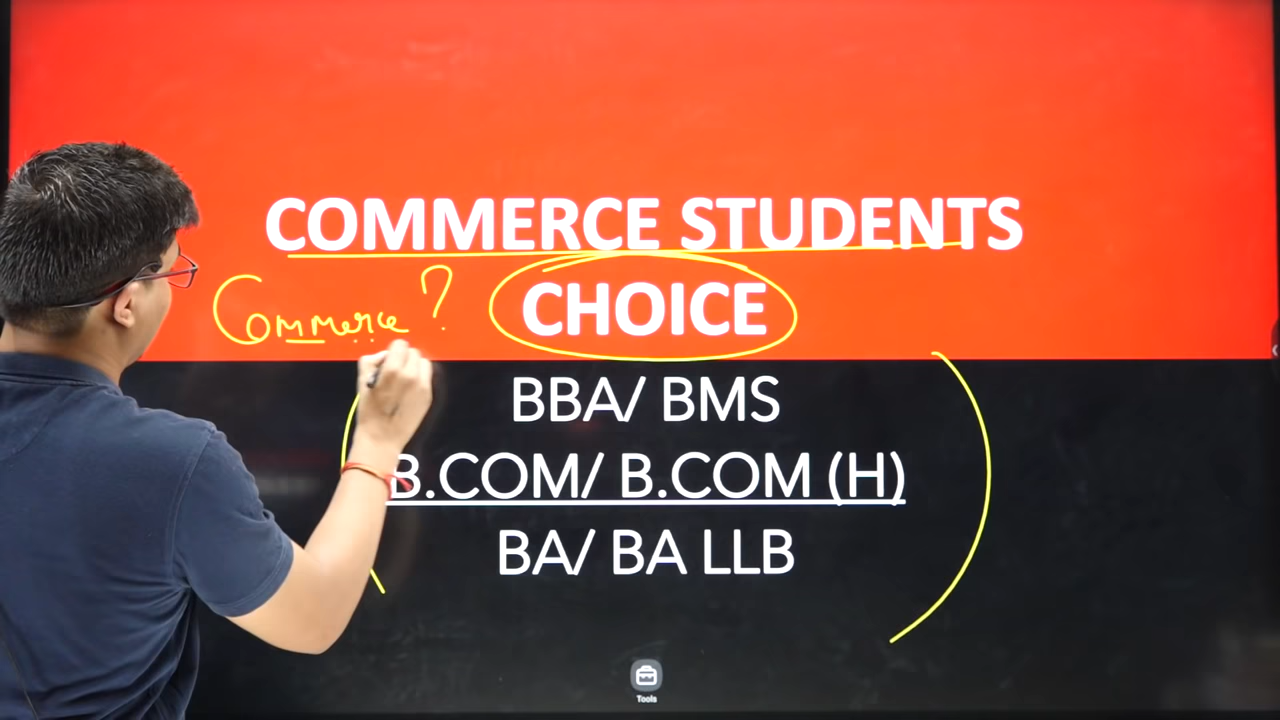 COMMERCE STUDENTS
Commerce ?
CHOICE
BBA/ BMS
B.COM/ B.COM (H)
BA/ BA LLB
Tools